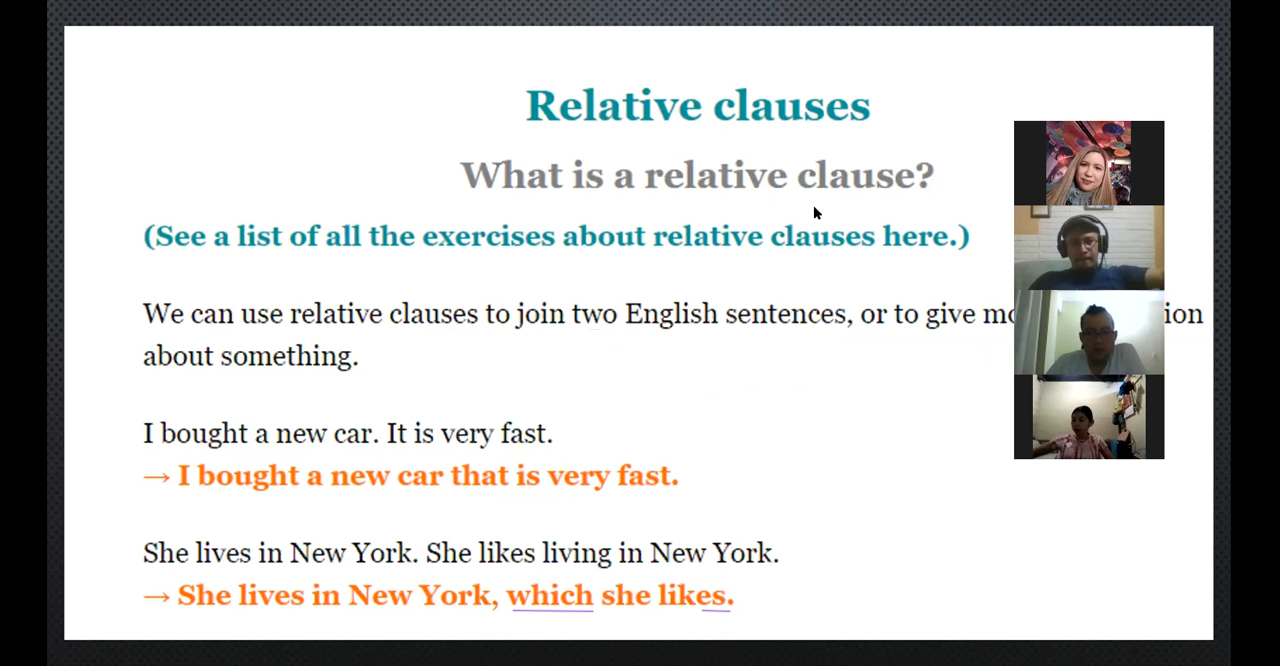 Relative clauses
What is a relative clause?
(See a list of all the exercises about relative clauses here.)
We can use relative clauses to join two English sentences, or to give
about something.
I bought a new car. It is very fast.
→ I bought a new car that is very fast.
She lives in New York. She likes living in New York.
→ She lives in New York, which she likes.